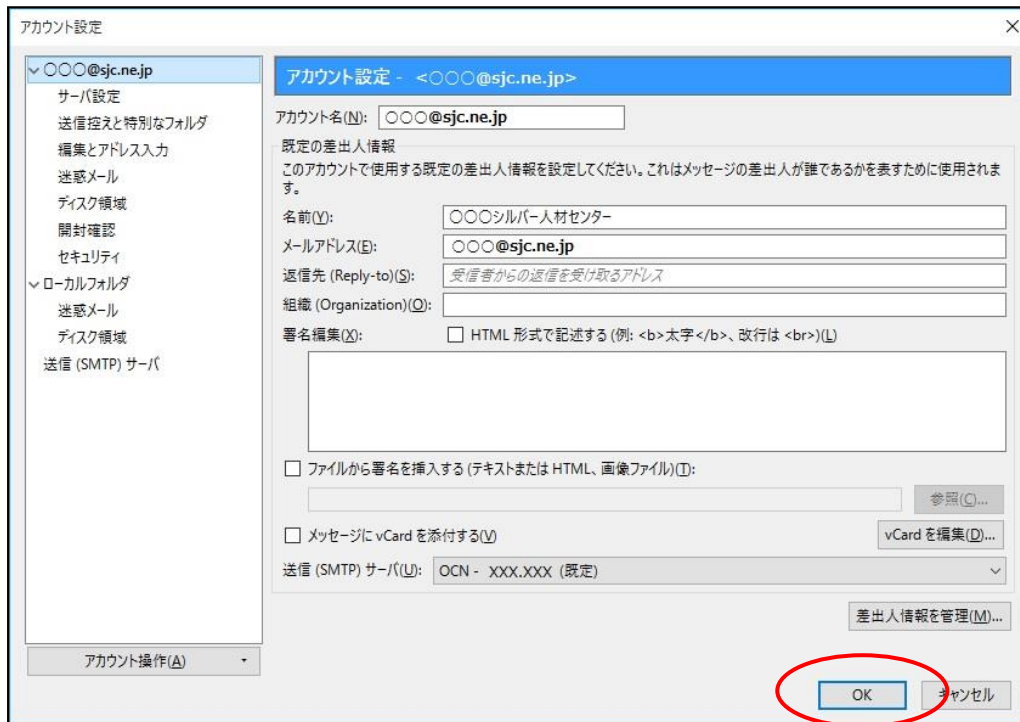 アカウント設定
○○○@sjc.ne.jp
サーバ設定
送信控えと特別なフォルダ
編集とアドレス入力
迷惑メール
ディスク領域
開封確認
セキュリティ
ローカルフォルダ
迷惑メール
ディスク領域
送信 (SMTP) サーバ
アカウント操作(A)
アカウント設定 - <○○○@sjc.ne.jp>
アカウント名(N): ○○○@sjc.ne.jp
既定の差出人情報
このアカウントで使用する既定の差出人情報を設定してください。これはメッセージの差出人が誰であるかを表すために使用されま
す。
名前(Y): ○○○シルバー人材センター
メールアドレス(E): ○○○@sjc.ne.jp
返信先 (Reply-to)(S): 受信者からの返信を受け取るアドレス
組織 (Organization)(O):
署名編集(X): HTML 形式で記述する (例: <b>太字</b>、改行は <br>)(L)
ファイルから署名を挿入する (テキストまたは HTML、画像ファイル)(T):
参照(C)...
メッセージに vCard を添付する(V) vCard を編集(D)...
送信 (SMTP) サーバ(U): OCN - XXX.XXX (既定)
差出人情報を管理(M)...
OK キャンセル